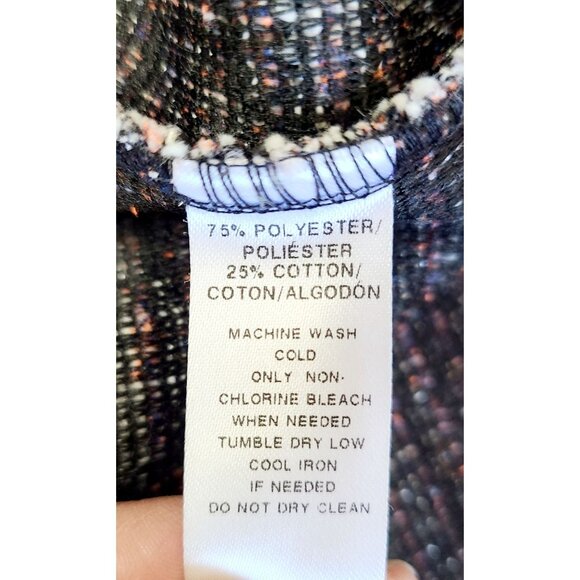 75% POLYESTER/
POLIÉSTER
25% COTTON/
COTON/ALGODÓN
MACHINE WASH
COLD
ONLY NON-
CHLORINE BLEACH
WHEN NEEDED
TUMBLE DRY LOW
COOL IRON
IF NEEDED
DO NOT DRY CLEAN